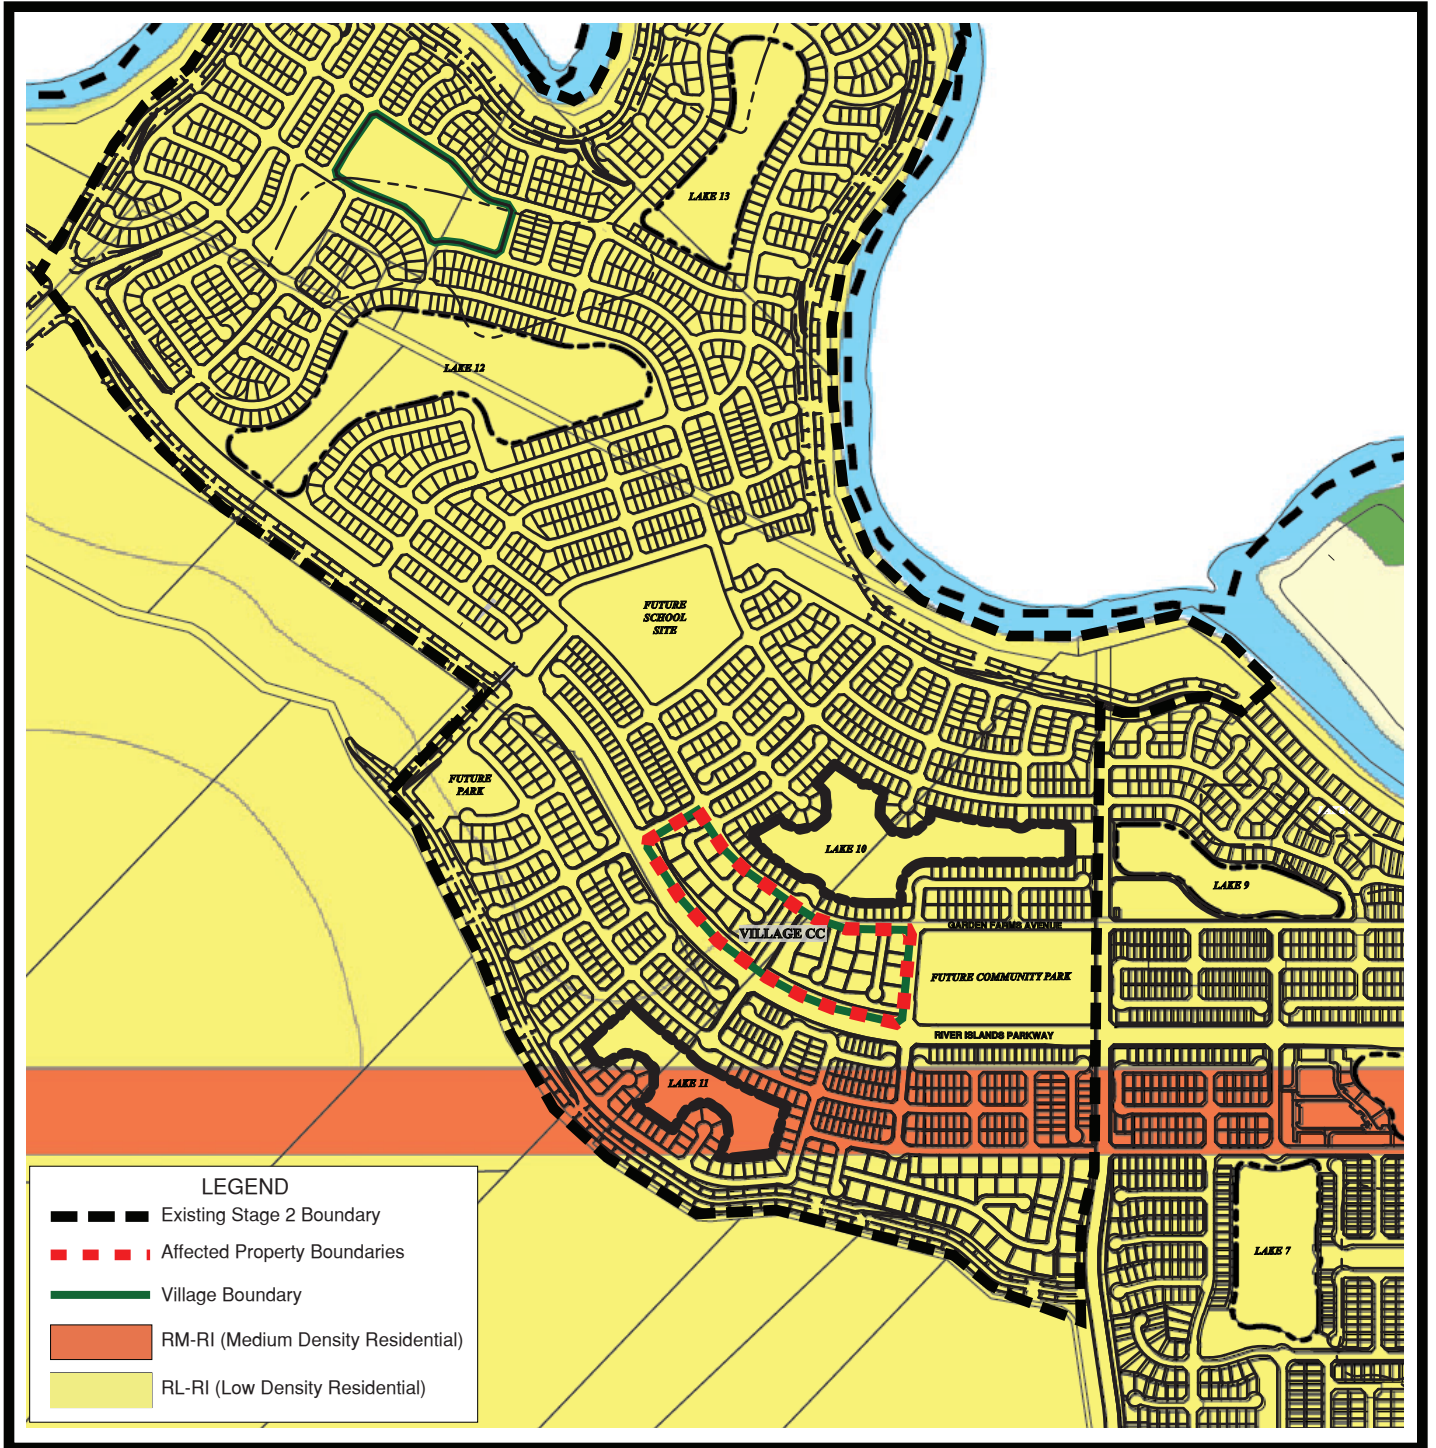 LAKE 13
LAKE 12
FUTURE
SCHOOL
SITE
FUTURE
PARK
LAKE 10
LAKE 9
GARDEN FARMS AVENUE
VILLAGE CC
FUTURE COMMUNITY PARK
RIVER ISLANDS PARKWAY
LAKE 11
LAKE 7
LEGEND
Existing Stage 2 Boundary
Affected Property Boundaries
Village Boundary
RM-RI (Medium Density Residential)
RL-RI (Low Density Residential)